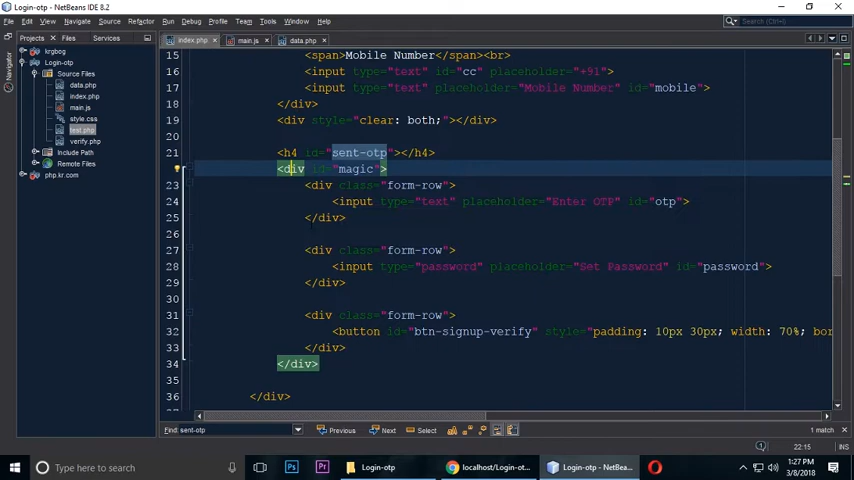 Login-otp - NetBeans IDE 8.2
File Edit View Navigate Source Refactor Run Debug Profile Team Tools Window Help
Search (Ctrl+I)
Projects Files Services
index.php main.js data.php
Navigator
krgbog
Login-otp
Source Files
data.php
index.php
main.js
style.css
test.php
verify.php
Include Path
Remote Files
php.kr.com
15 <span>Mobile Number</span><br>
16 <input type="text" id="cc" placeholder="+91">
17 <input type="text" placeholder="Mobile Number" id="mobile">
18 </div>
19 <div style="clear: both;"></div>
20
21 <h4 id="sent-otp"></h4>
<div id="magic">
23 <div class="form-row">
24 <input type="text" placeholder="Enter OTP" id="otp">
25 </div>
26
27 <div class="form-row">
28 <input type="password" placeholder="Set Password" id="password">
29 </div>
30
31 <div class="form-row">
32 <button id="btn-signup-verify" style="padding: 10px 30px; width: 70%; bor
33 </div>
34 </div>
35
36 </div>
Find: sent-otp Previous Next Select 1 match
22:15 INS
Type here to search
Login-otp
localhost/Login-ot...
Login-otp - NetBea...
1:27 PM
3/8/2018